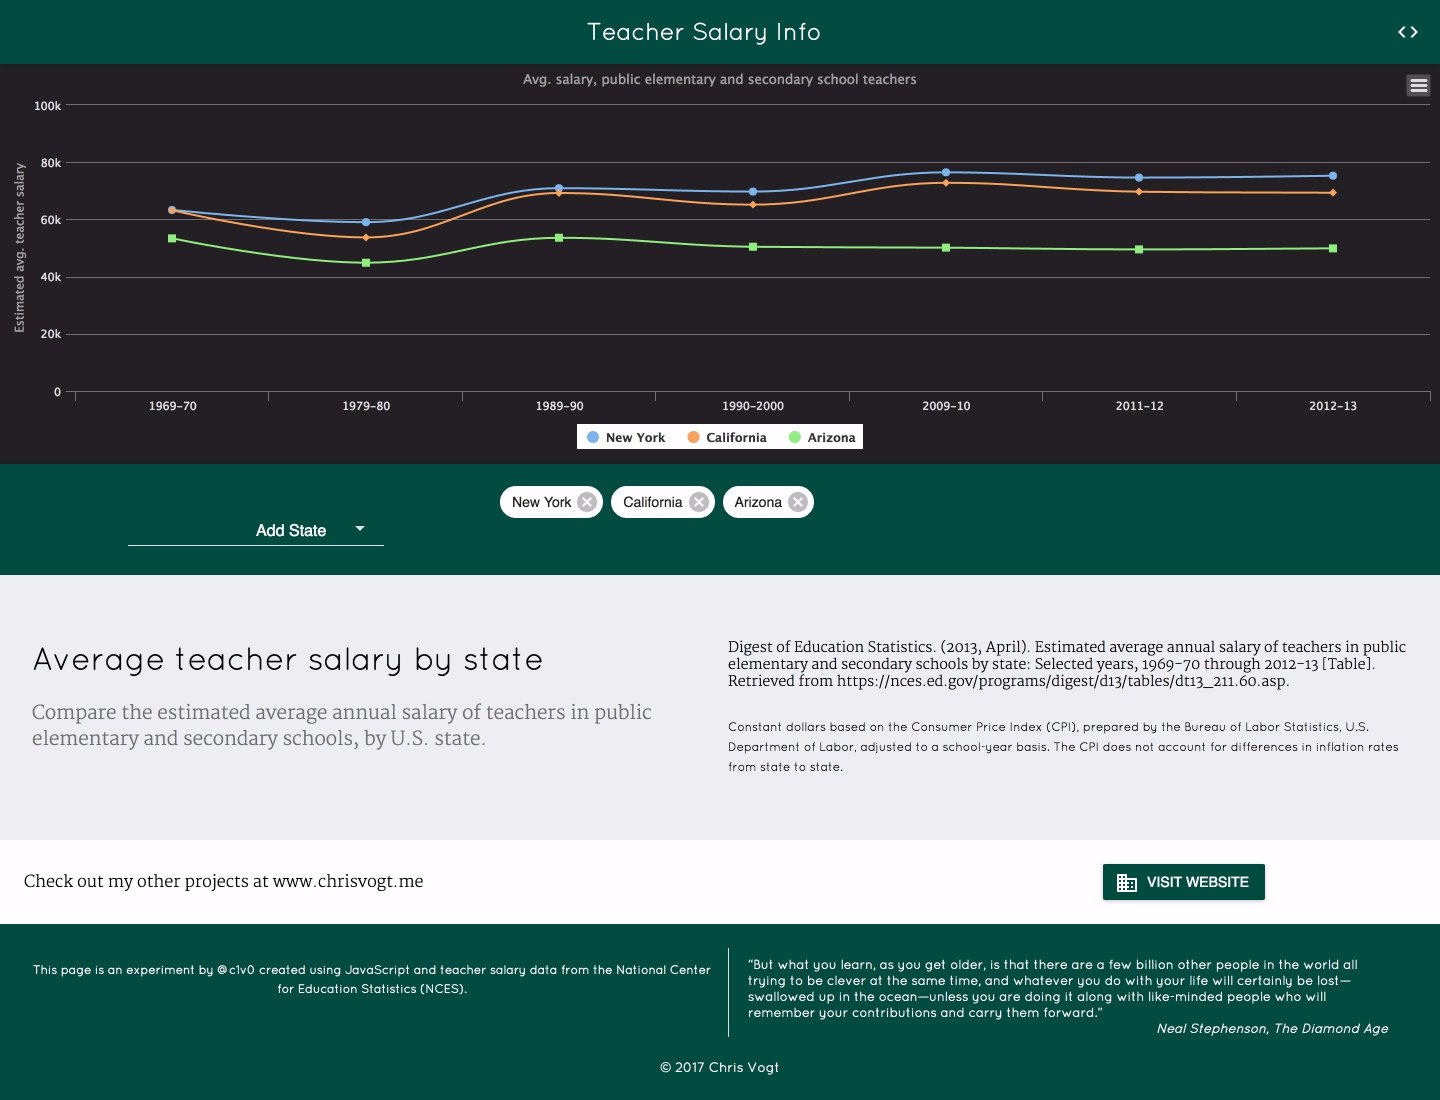 Teacher Salary Info
Avg. salary, public elementary and secondary school teachers
Estimated avg. teacher salary
100k
80k
60k
40k
20k
0
1969-70
1979-80
1989-90
1990-2000
2009-10
2011-12
2012-13
New York
California
Arizona
New York
California
Arizona
Add State
Average teacher salary by state
Compare the estimated average annual salary of teachers in public
elementary and secondary schools, by U.S. state.
Digest of Education Statistics. (2013, April). Estimated average annual salary of teachers in public
elementary and secondary schools by state: Selected years, 1969-70 through 2012-13 [Table].
Retrieved from https://nces.ed.gov/programs/digest/d13/tables/dt13_211.60.asp.
Constant dollars based on the Consumer Price Index (CPI), prepared by the Bureau of Labor Statistics, U.S.
Department of Labor, adjusted to a school-year basis. The CPI does not account for differences in inflation rates
from state to state.
Check out my other projects at www.chrisvogt.me
VISIT WEBSITE
This page is an experiment by @c1v0 created using JavaScript and teacher salary data from the National Center
for Education Statistics (NCES).
"But what you learn, as you get older, is that there are a few billion other people in the world all
trying to be clever at the same time, and whatever you do with your life will certainly be lost—
swallowed up in the ocean—unless you are doing it along with like-minded people who will
remember your contributions and carry them forward."
Neal Stephenson, The Diamond Age
© 2017 Chris Vogt